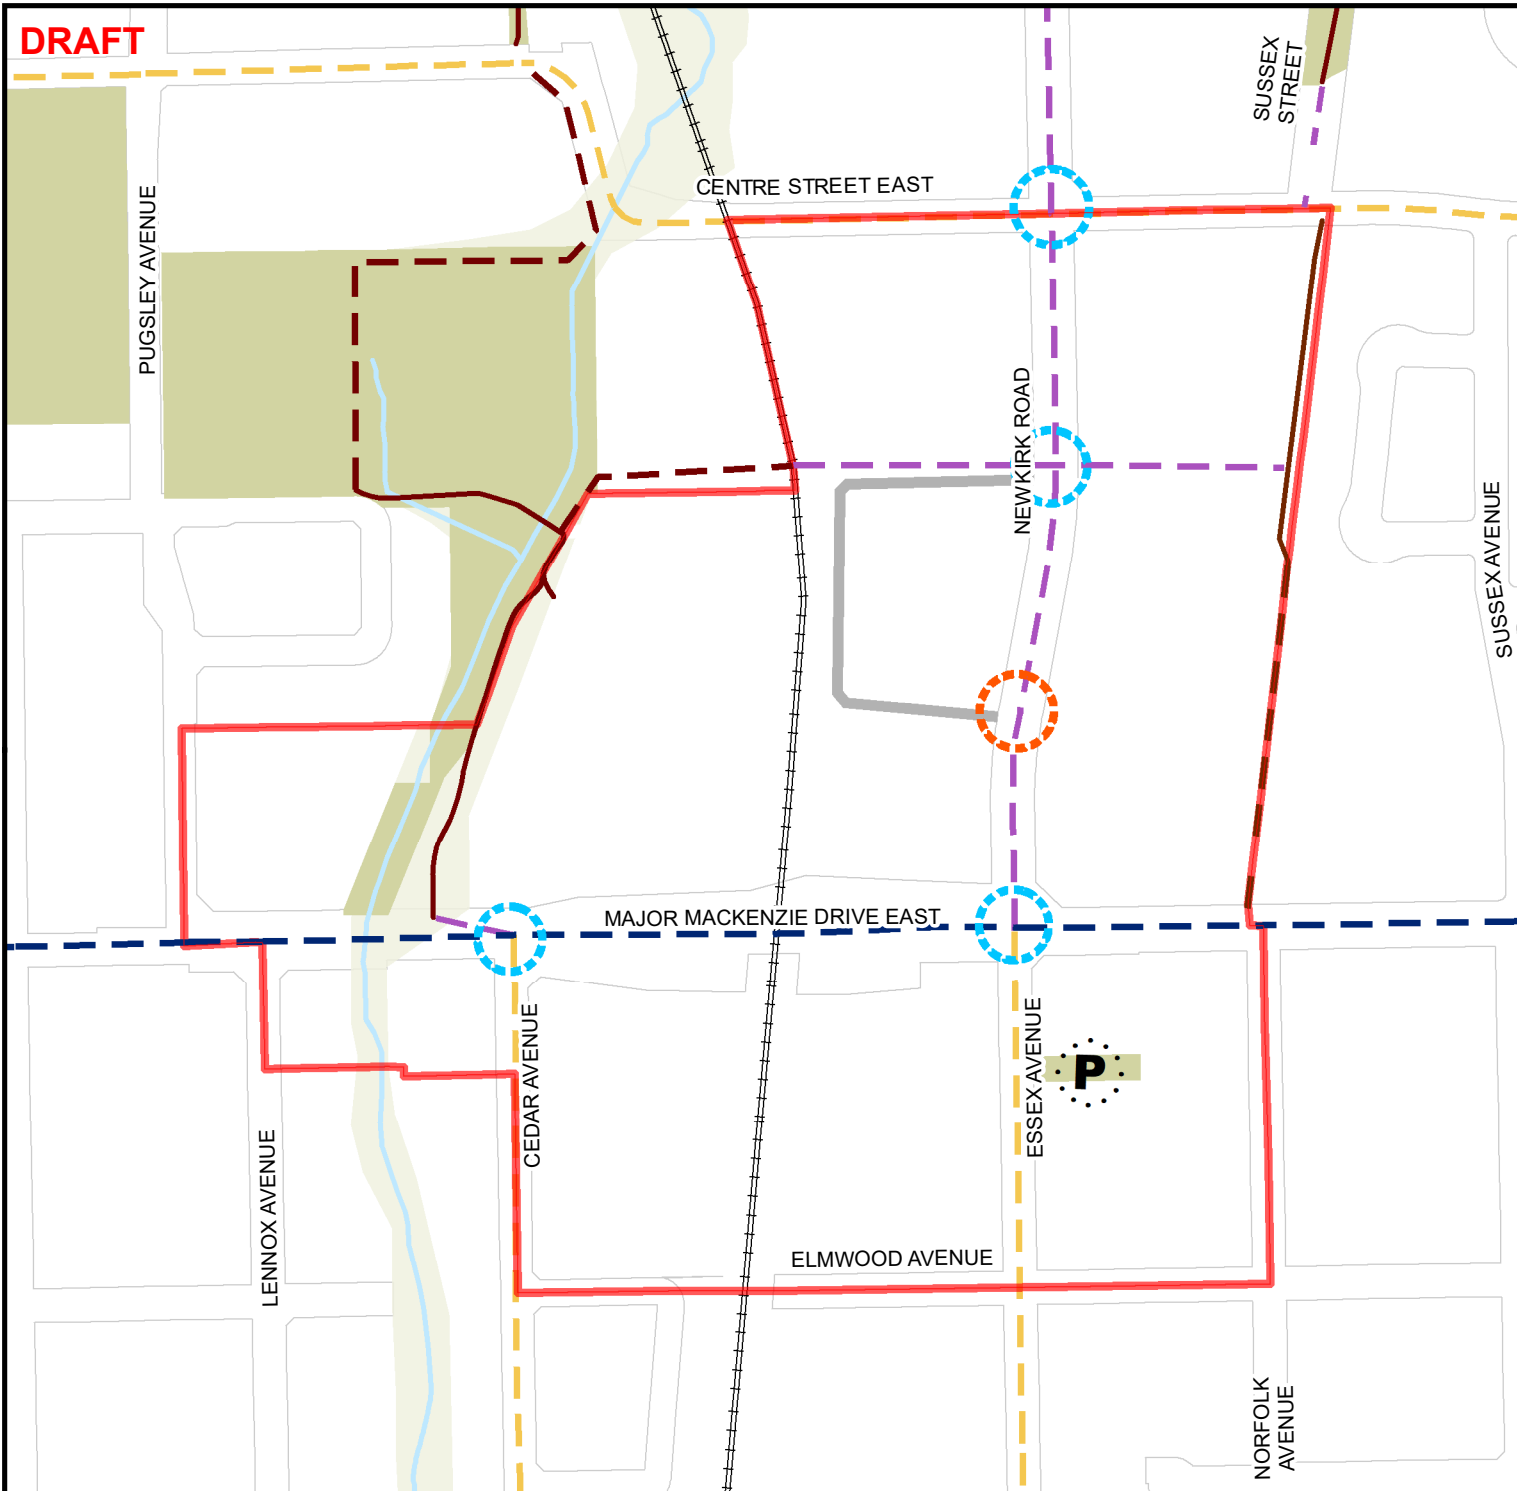 DRAFT
SUSSEX
STREET
CENTRE STREET EAST
PUGSLEY AVENUE
NEWKIRK ROAD
SUSSEX AVENUE
MAJOR MACKENZIE DRIVE EAST
CEDAR AVENUE
ESSEX AVENUE
P
LENNOX AVENUE
ELMWOOD AVENUE
NORFOLK
AVENUE